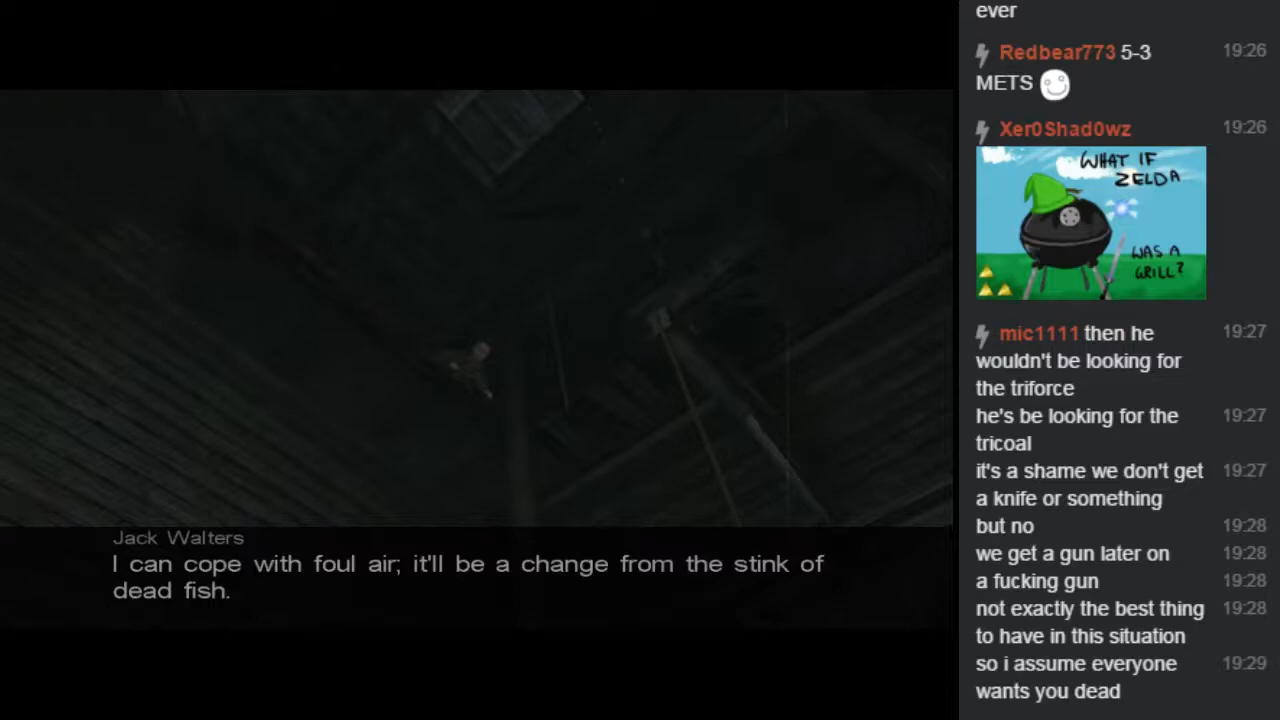 ever
Redbear773 5-3 19:26
METS
Xer0Shad0wz 19:26
WHAT IF
ZELDA
WAS A
GRILL?
mic1111 then he 19:27
wouldn't be looking for
the triforce
he's be looking for the 19:27
tricoal
it's a shame we don't get 19:27
a knife or something
but no 19:28
we get a gun later on 19:28
a fucking gun 19:28
not exactly the best thing 19:28
to have in this situation
so i assume everyone 19:29
wants you dead
Jack Walters
I can cope with foul air; it'll be a change from the stink of
dead fish.